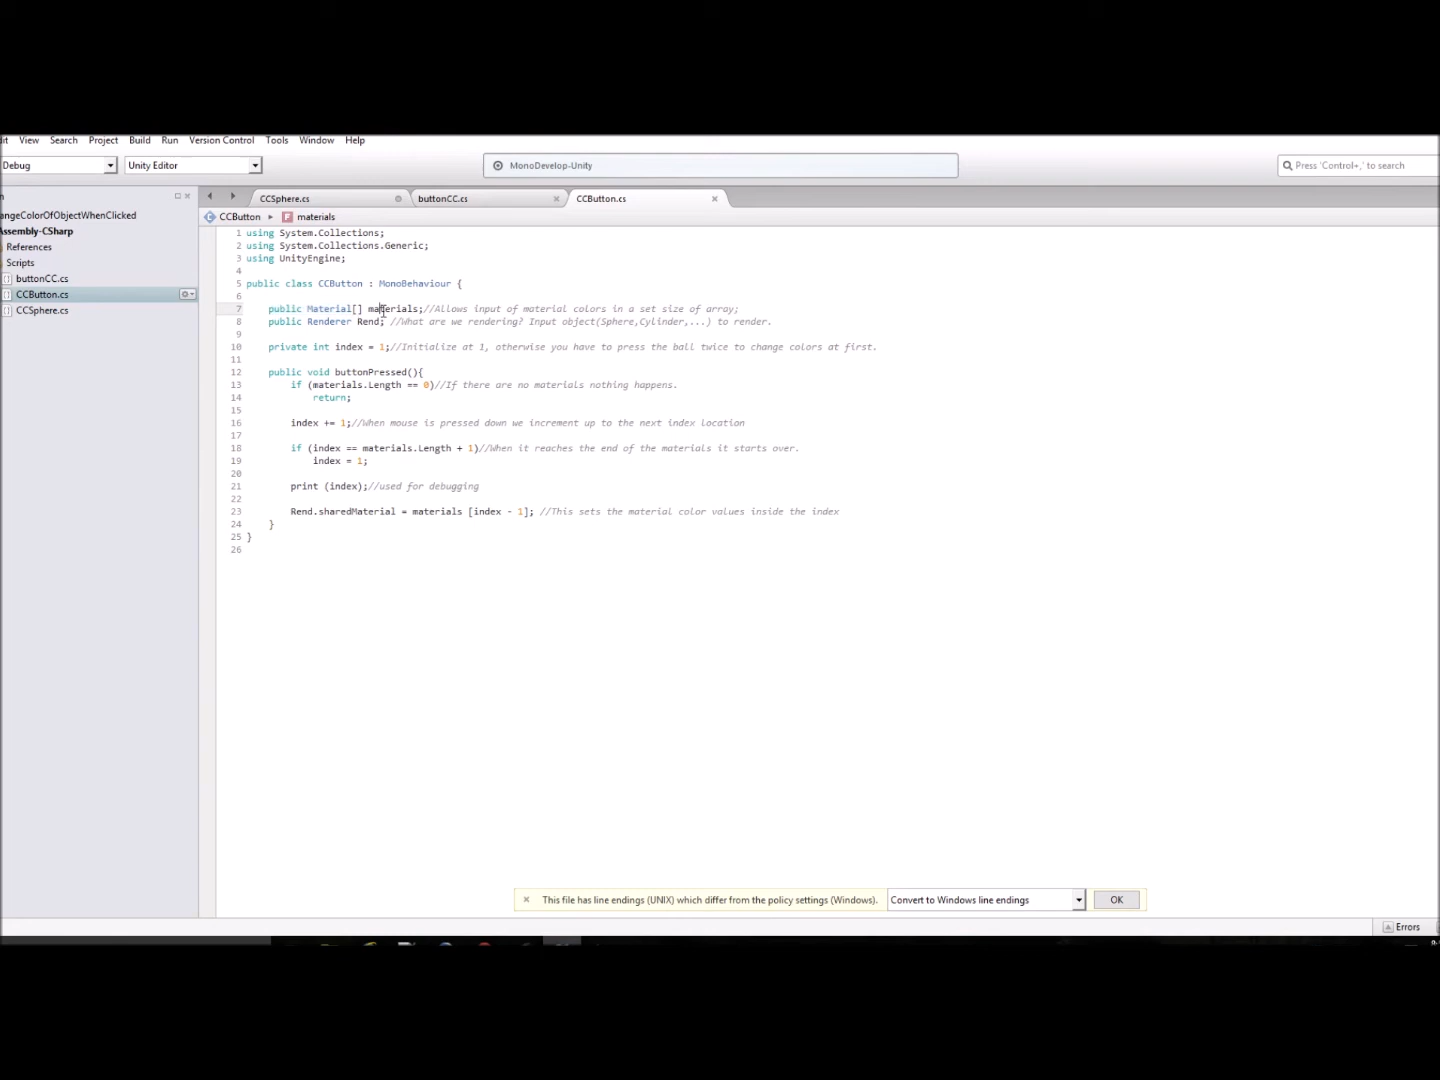 it View Search Project Build Run Version Control Tools Window Help
Debug Unity Editor MonoDevelop-Unity Press 'Control+,' to search
n
angeColorOfObjectWhenClicked
Assembly-CSharp
References
Scripts
buttonCC.cs
CCButton.cs
CCSphere.cs
CCSphere.cs buttonCC.cs CCButton.cs
CCButton materials
1 using System.Collections;
2 using System.Collections.Generic;
3 using UnityEngine;
4
5 public class CCButton : MonoBehaviour {
6
7 public Material[] materials;//Allows input of material colors in a set size of array;
8 public Renderer Rend; //What are we rendering? Input object(Sphere,Cylinder,...) to render.
9
10 private int index = 1;//Initialize at 1, otherwise you have to press the ball twice to change colors at first.
11
12 public void buttonPressed(){
13 if (materials.Length == 0)//If there are no materials nothing happens.
14 return;
15
16 index += 1;//When mouse is pressed down we increment up to the next index location
17
18 if (index == materials.Length + 1)//When it reaches the end of the materials it starts over.
19 index = 1;
20
21 print (index);//used for debugging
22
23 Rend.sharedMaterial = materials [index - 1]; //This sets the material color values inside the index
24 }
25 }
26
This file has line endings (UNIX) which differ from the policy settings (Windows). Convert to Windows line endings OK
Errors